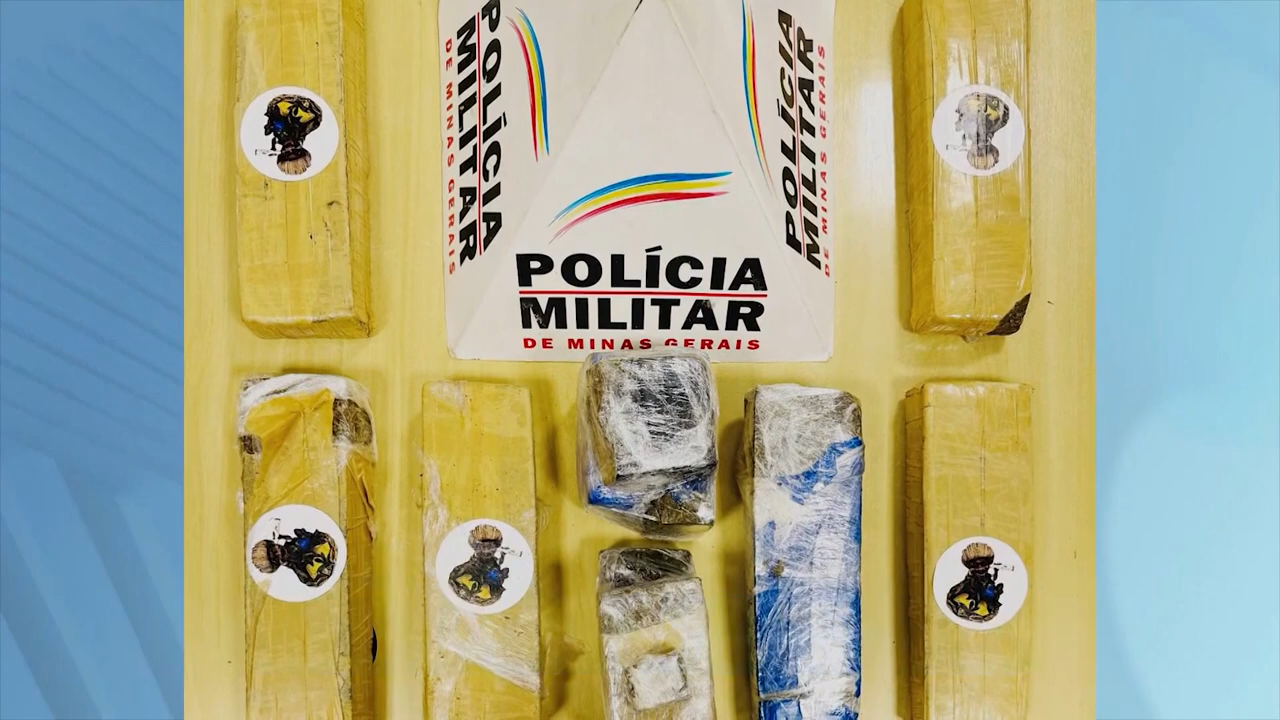 POLÍCIA
MILITAR
DE MINAS GERAIS
POLÍCIA
MILITAR
DE MINAS GERAIS
POLÍCIA
MILITAR
DE MINAS GERAIS